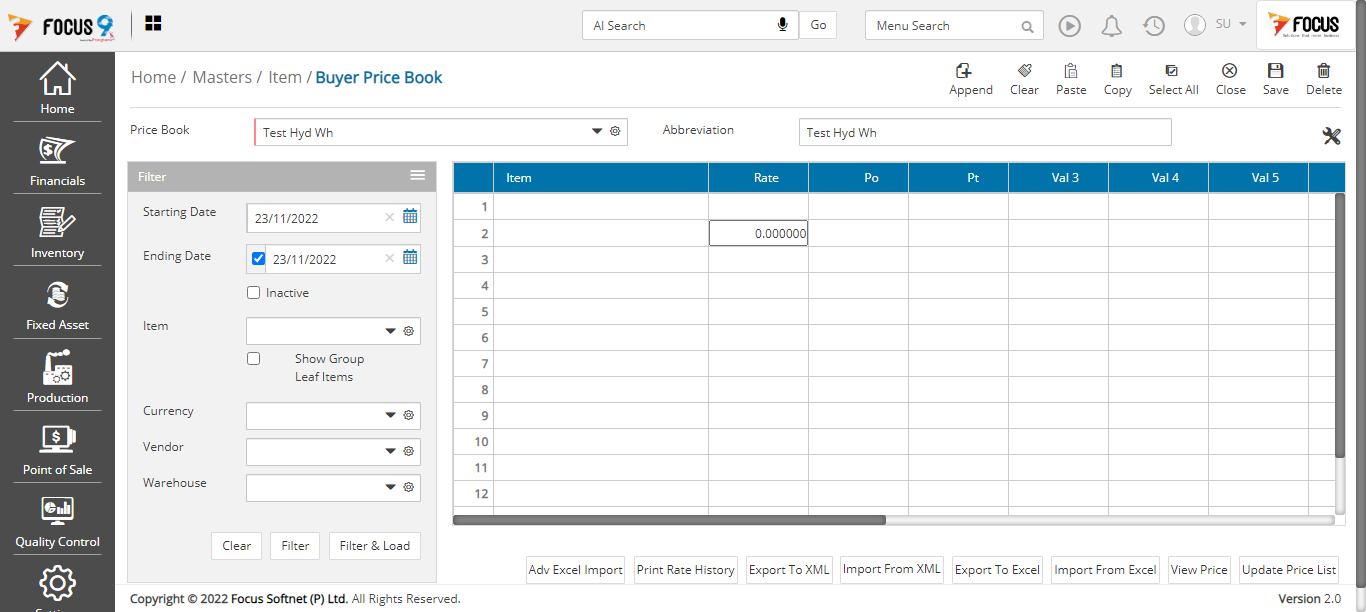 FOCUS 9
AI Search
Go
Menu Search
SU
FOCUS
Home / Masters / Item / Buyer Price Book
Append Clear Paste Copy Select All Close Save Delete
Home
Financials
Inventory
Fixed Asset
Production
Point of Sale
Quality Control
Price Book
Test Hyd Wh
Abbreviation
Test Hyd Wh
Filter
Starting Date
23/11/2022
Ending Date
23/11/2022
Inactive
Item
Show Group
Leaf Items
Currency
Vendor
Warehouse
Clear Filter Filter & Load
Item Rate Po Pt Val 3 Val 4 Val 5
1
2 0.000000
3
4
5
6
7
8
9
10
11
12
Adv Excel Import Print Rate History Export To XML Import From XML Export To Excel Import From Excel View Price Update Price List
Copyright © 2022 Focus Softnet (P) Ltd. All Rights Reserved.
Version 2.0